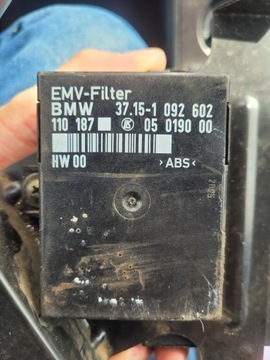 EMV-Filter
BMW 37.15-1 092 602
110 187 05 0190 00
HW 00 >ABS<